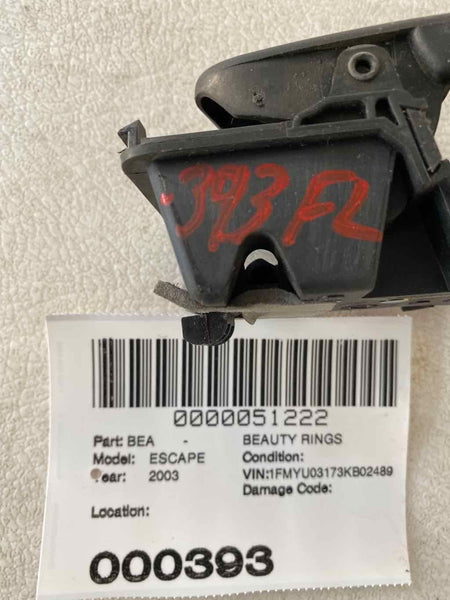 393 FL
0000051222
Part: BEA - BEAUTY RINGS
Model: ESCAPE Condition:
Year: 2003 VIN:1FMYU03173KB02489
Damage Code:
Location:
000393